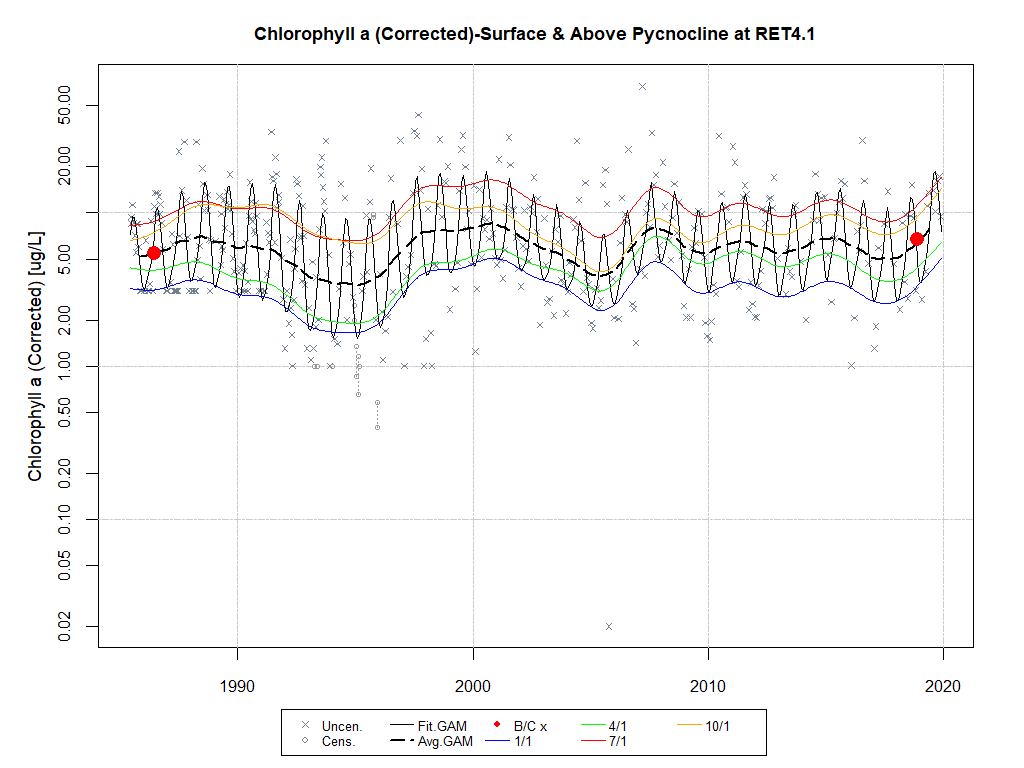 Chlorophyll a (Corrected)-Surface & Above Pycnocline at RET4.1
Chlorophyll a (Corrected) [ug/L]
50.00
20.00
5.00
2.00
1.00
0.50
0.20
0.10
0.05
0.02
1990 2000 2010 2020
Uncen. Fit.GAM B/C x 4/1 10/1
Cens. Avg.GAM 1/1 7/1